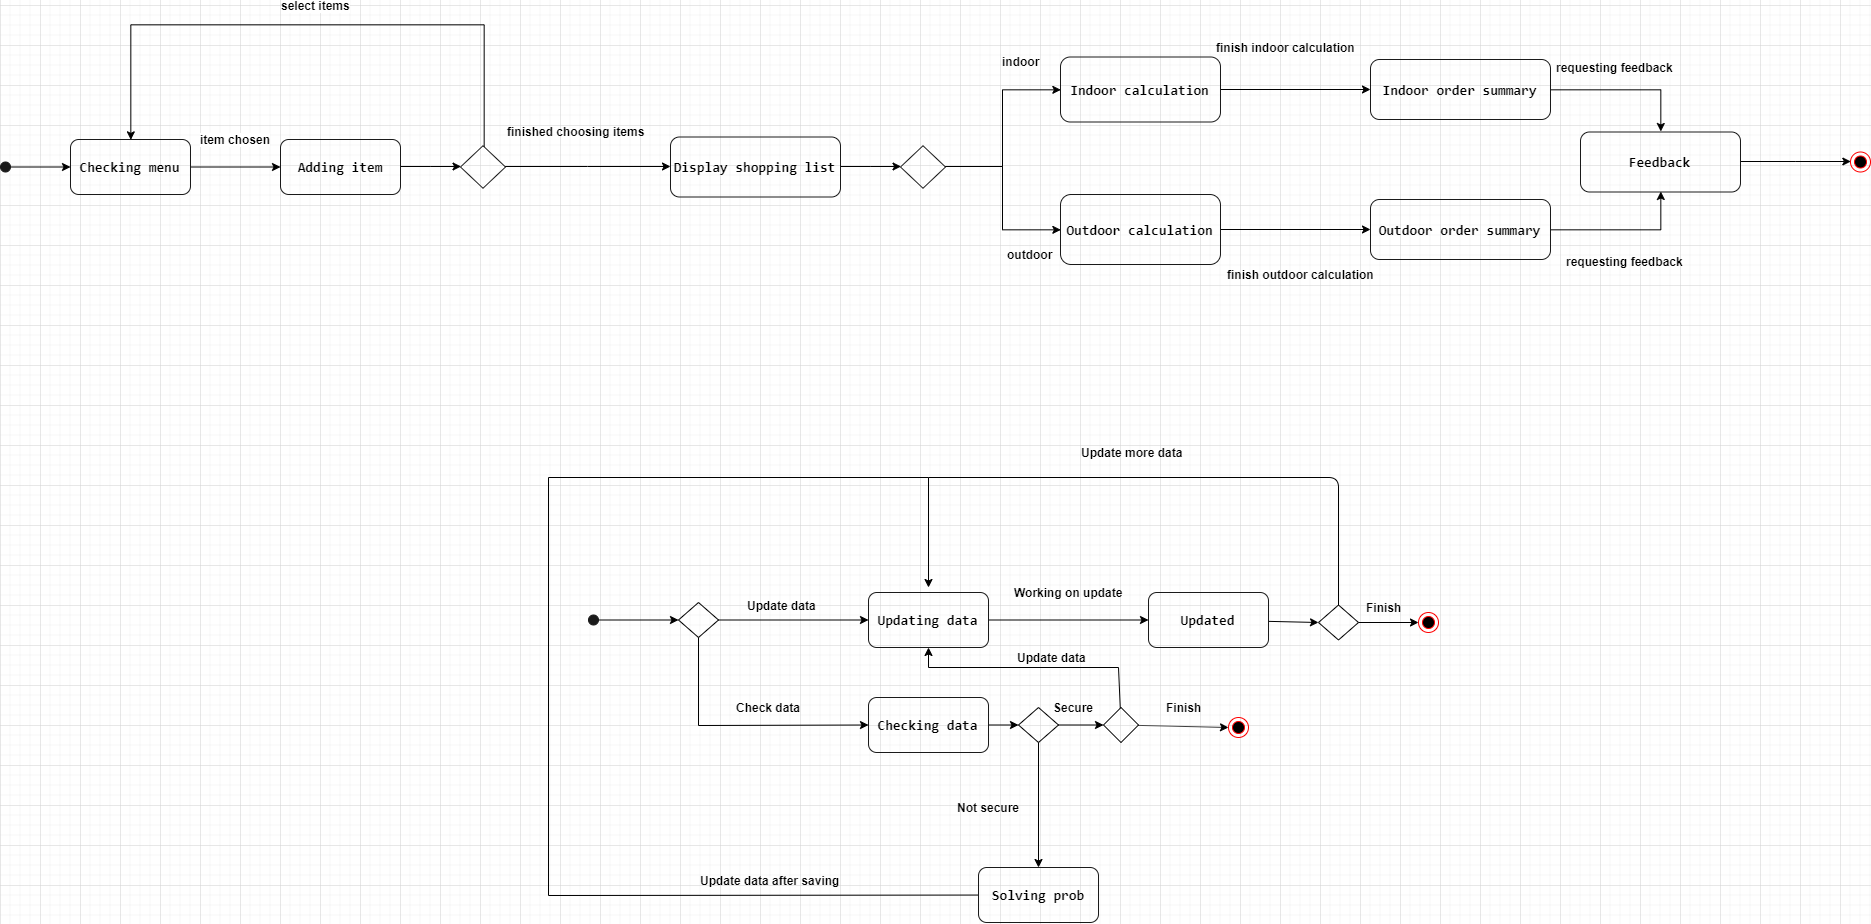 select items
item chosen
finished choosing items
Checking menu
Adding item
Display shopping list
indoor
finish indoor calculation
requesting feedback
Indoor calculation
Indoor order summary
Feedback
Outdoor calculation
Outdoor order summary
outdoor
finish outdoor calculation
requesting feedback
Update more data
Update data
Working on update
Finish
Updating data
Updated
Update data
Check data
Secure
Finish
Checking data
Not secure
Update data after saving
Solving prob